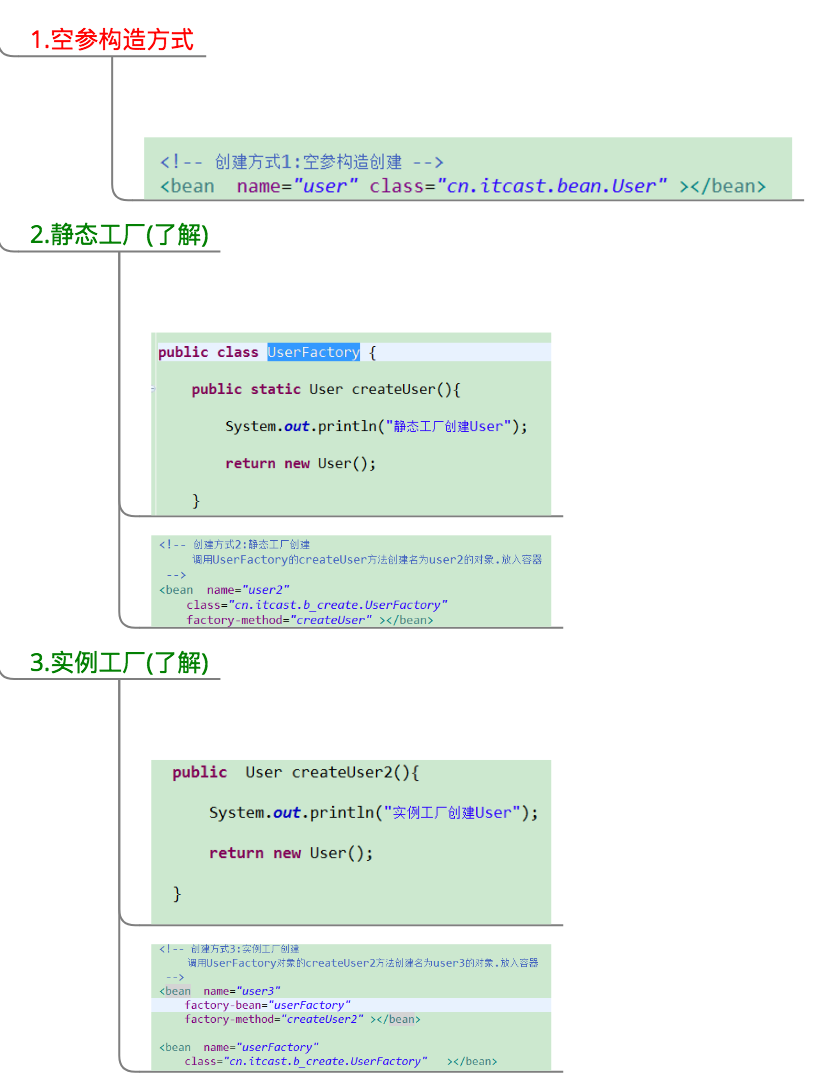 1.空参构造方式
<!-- 创建方式1:空参构造创建 -->
<bean  name="user" class="cn.itcast.bean.User" ></bean>
2.静态工厂(了解)
public class UserFactory {
public static User createUser(){
System.out.println("静态工厂创建User");
return new User();
}
<!-- 创建方式2:静态工厂创建
调用UserFactory的createUser方法创建名为user2的对象.放入容器
-->
<bean  name="user2"
class="cn.itcast.b_create.UserFactory"
factory-method="createUser" ></bean>
3.实例工厂(了解)
public  User createUser2(){
System.out.println("实例工厂创建User");
return new User();
}
<!-- 创建方式3:实例工厂创建
调用UserFactory对象的createUser2方法创建名为user3的对象.放入容器
-->
<bean  name="user3"
factory-bean="userFactory"
factory-method="createUser2" ></bean>
<bean  name="userFactory"
class="cn.itcast.b_create.UserFactory"   ></bean>